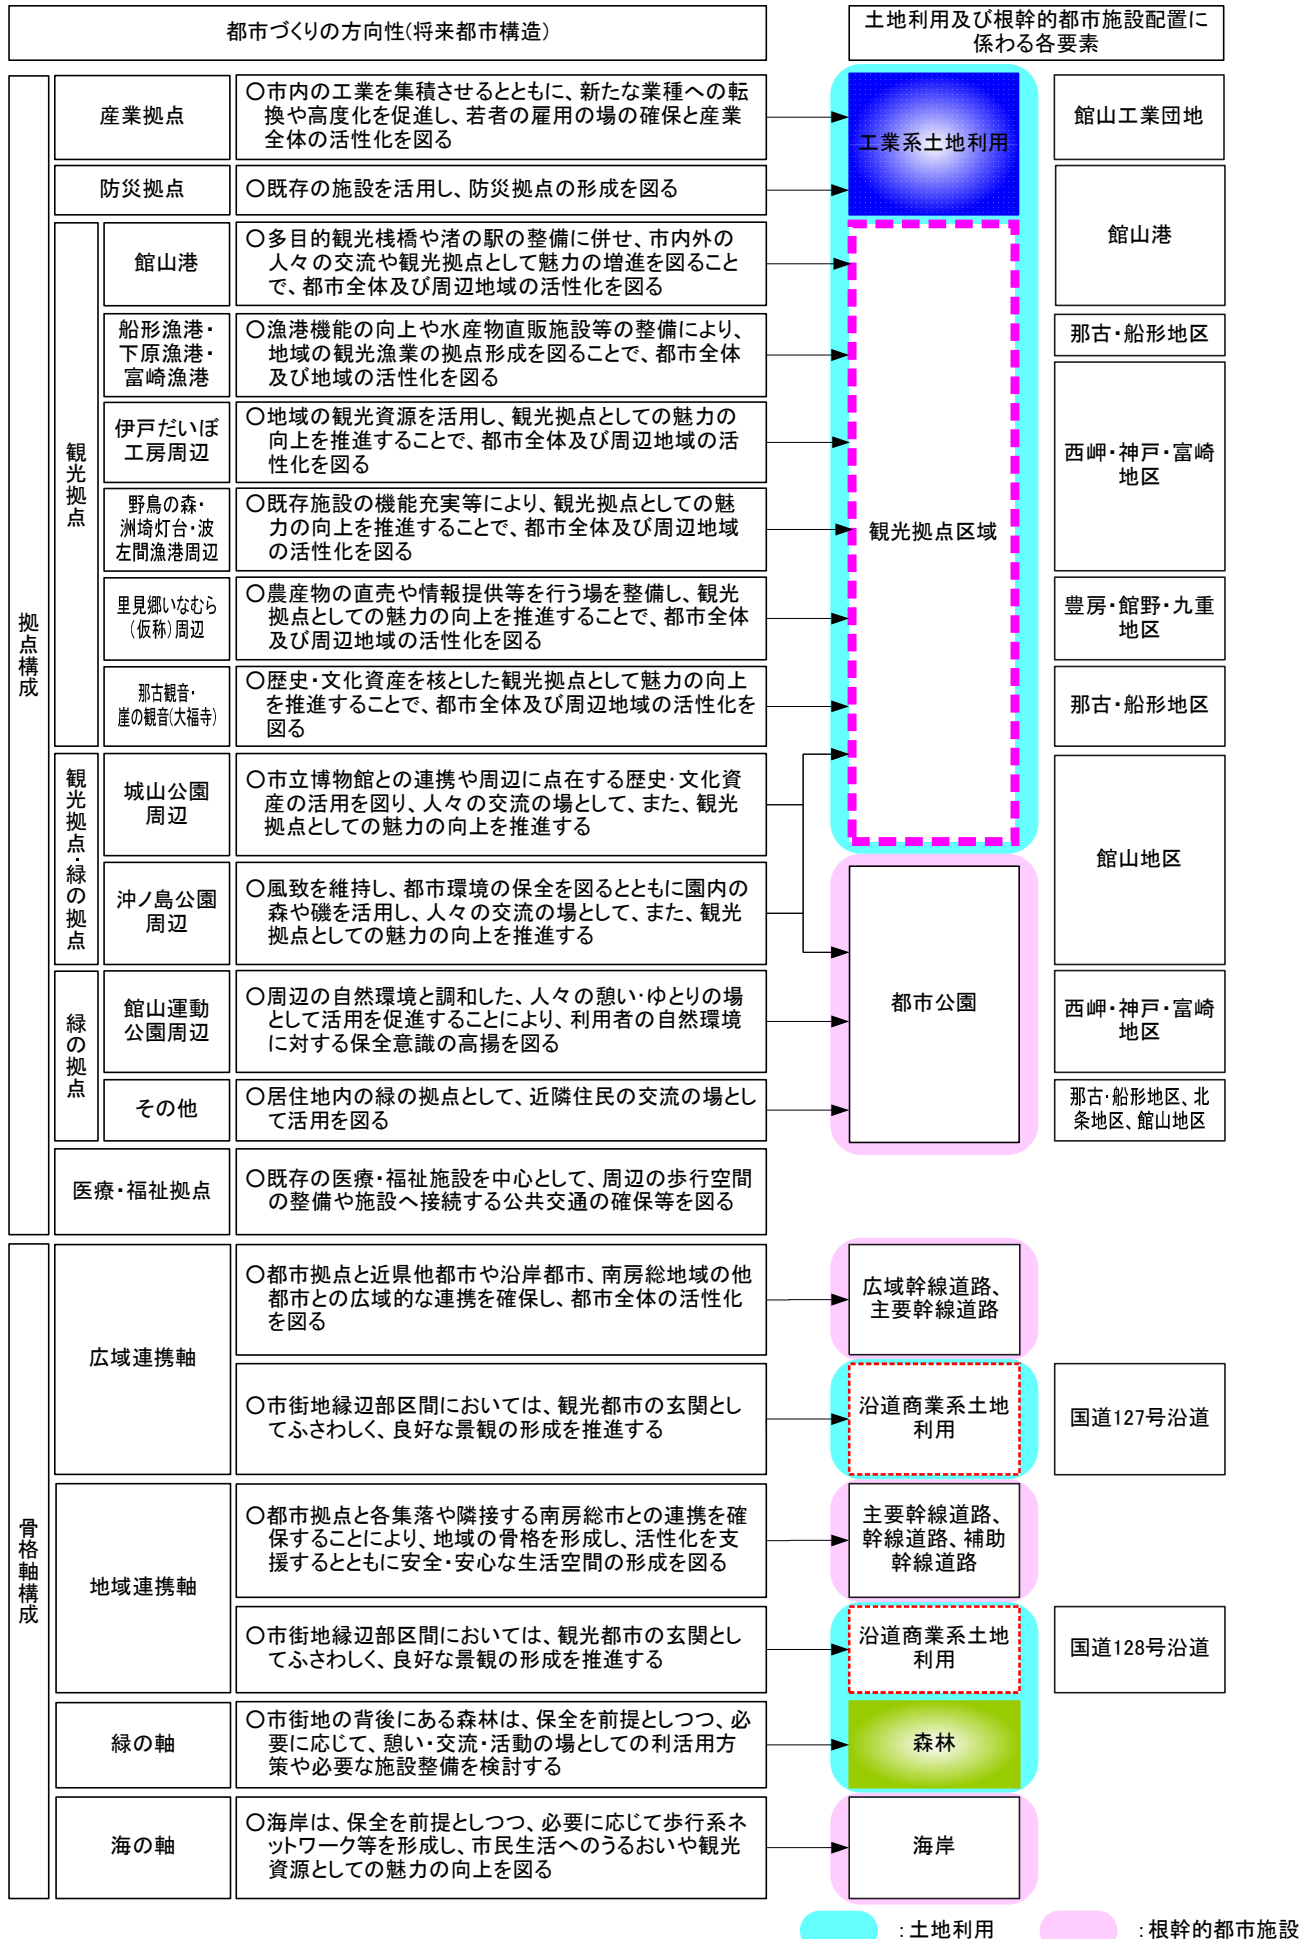 都市づくりの方向性(将来都市構造)
土地利用及び根幹的都市施設配置に
係わる各要素
拠点構成
産業拠点
○市内の工業を集積させるとともに、新たな業種への転
換や高度化を促進し、若者の雇用の場の確保と産業
全体の活性化を図る
工業系土地利用
館山工業団地
防災拠点
○既存の施設を活用し、防災拠点の形成を図る
館山港
観光拠点
館山港
○多目的観光桟橋や渚の駅の整備に併せ、市内外の
人々の交流や観光拠点として魅力の増進を図ること
で、都市全体及び周辺地域の活性化を図る
観光拠点区域
船形漁港・
下原漁港・
富崎漁港
○漁港機能の向上や水産物直販施設等の整備により、
地域の観光漁業の拠点形成を図ることで、都市全体
及び地域の活性化を図る
那古・船形地区
伊戸だいぼ
工房周辺
○地域の観光資源を活用し、観光拠点としての魅力の
向上を推進することで、都市全体及び周辺地域の活
性化を図る
西岬・神戸・富崎
地区
野鳥の森・
洲埼灯台・波
左間漁港周辺
○既存施設の機能充実等により、観光拠点としての魅
力の向上を推進することで、都市全体及び周辺地域
の活性化を図る
里見郷いなむら
(仮称)周辺
○農産物の直売や情報提供等を行う場を整備し、観光
拠点としての魅力の向上を推進することで、都市全体
及び周辺地域の活性化を図る
豊房・館野・九重
地区
那古観音・
崖の観音(大福寺)
○歴史・文化資産を核とした観光拠点として魅力の向上
を推進することで、都市全体及び周辺地域の活性化を
図る
那古・船形地区
観光拠点・緑の拠点
城山公園
周辺
○市立博物館との連携や周辺に点在する歴史・文化資
産の活用を図り、人々の交流の場として、また、観光
拠点としての魅力の向上を推進する
館山地区
沖ノ島公園
周辺
○風致を維持し、都市環境の保全を図るとともに園内の
森や磯を活用し、人々の交流の場として、また、観光
拠点としての魅力の向上を推進する
都市公園
緑の拠点
館山運動
公園周辺
○周辺の自然環境と調和した、人々の憩い・ゆとりの場
として活用を促進することにより、利用者の自然環境
に対する保全意識の高揚を図る
西岬・神戸・富崎
地区
その他
○居住地内の緑の拠点として、近隣住民の交流の場とし
て活用を図る
那古・船形地区、北
条地区、館山地区
医療・福祉拠点
○既存の医療・福祉施設を中心として、周辺の歩行空間
の整備や施設へ接続する公共交通の確保等を図る
骨格軸構成
広域連携軸
○都市拠点と近県他都市や沿岸都市、南房総地域の他
都市との広域的な連携を確保し、都市全体の活性化
を図る
広域幹線道路、
主要幹線道路
○市街地縁辺部区間においては、観光都市の玄関とし
てふさわしく、良好な景観の形成を推進する
沿道商業系土地
利用
国道127号沿道
地域連携軸
○都市拠点と各集落や隣接する南房総市との連携を確
保することにより、地域の骨格を形成し、活性化を支
援するとともに安全・安心な生活空間の形成を図る
主要幹線道路、
幹線道路、補助
幹線道路
○市街地縁辺部区間においては、観光都市の玄関とし
てふさわしく、良好な景観の形成を推進する
沿道商業系土地
利用
国道128号沿道
緑の軸
○市街地の背後にある森林は、保全を前提としつつ、必
要に応じて、憩い・交流・活動の場としての利活用方
策や必要な施設整備を検討する
森林
海の軸
○海岸は、保全を前提としつつ、必要に応じて歩行系ネ
ットワーク等を形成し、市民生活へのうるおいや観光
資源としての魅力の向上を図る
海岸
:土地利用
:根幹的都市施設